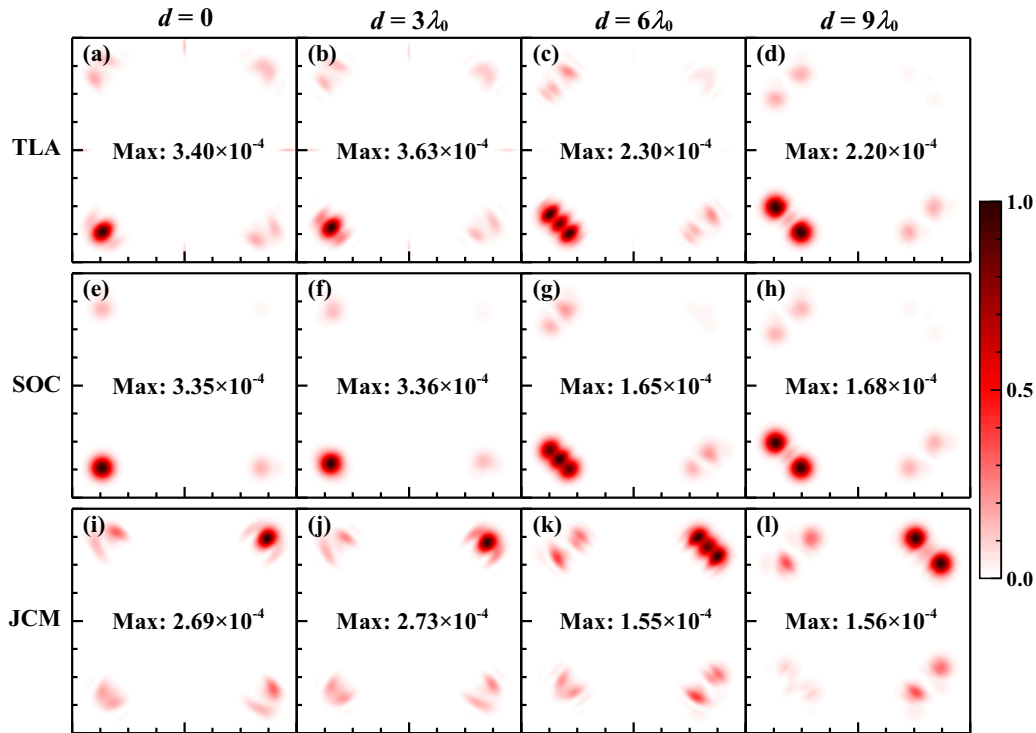 d = 0 d = 3λ₀ d = 6λ₀ d = 9λ₀
(a) (b) (c) (d)
TLA Max: 3.40×10⁻⁴ Max: 3.63×10⁻⁴ Max: 2.30×10⁻⁴ Max: 2.20×10⁻⁴
1.0
(e) (f) (g) (h)
SOC Max: 3.35×10⁻⁴ Max: 3.36×10⁻⁴ Max: 1.65×10⁻⁴ Max: 1.68×10⁻⁴
0.5
(i) (j) (k) (l)
0.0
JCM Max: 2.69×10⁻⁴ Max: 2.73×10⁻⁴ Max: 1.55×10⁻⁴ Max: 1.56×10⁻⁴